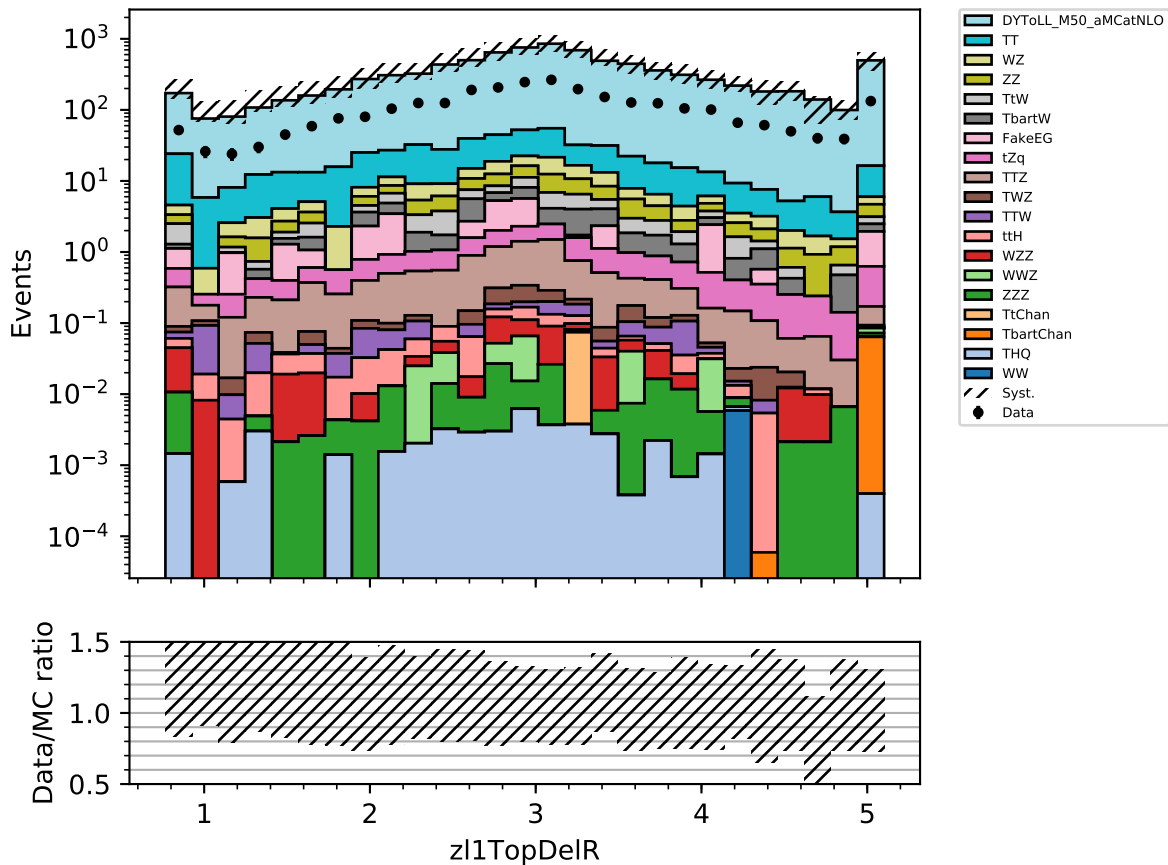 10³
10²
10¹
10⁰
10⁻¹
10⁻²
10⁻³
10⁻⁴
Events
DYToLL_M50_aMCatNLO
TT
WZ
ZZ
TtW
TbartW
FakeEG
tZq
TTZ
TWZ
TTW
ttH
WZZ
WWZ
ZZZ
TtChan
TbartChan
THQ
WW
Syst.
Data
1.5
1.0
0.5
Data/MC ratio
1 2 3 4 5
zl1TopDelR